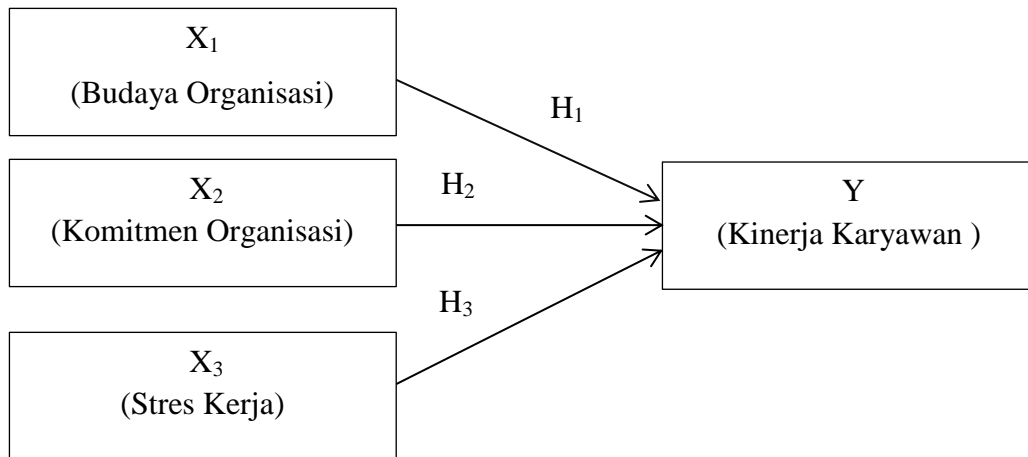 X₁
(Budaya Organisasi)
H₁
X₂
(Komitmen Organisasi)
H₂
Y
(Kinerja Karyawan )
H₃
X₃
(Stres Kerja)